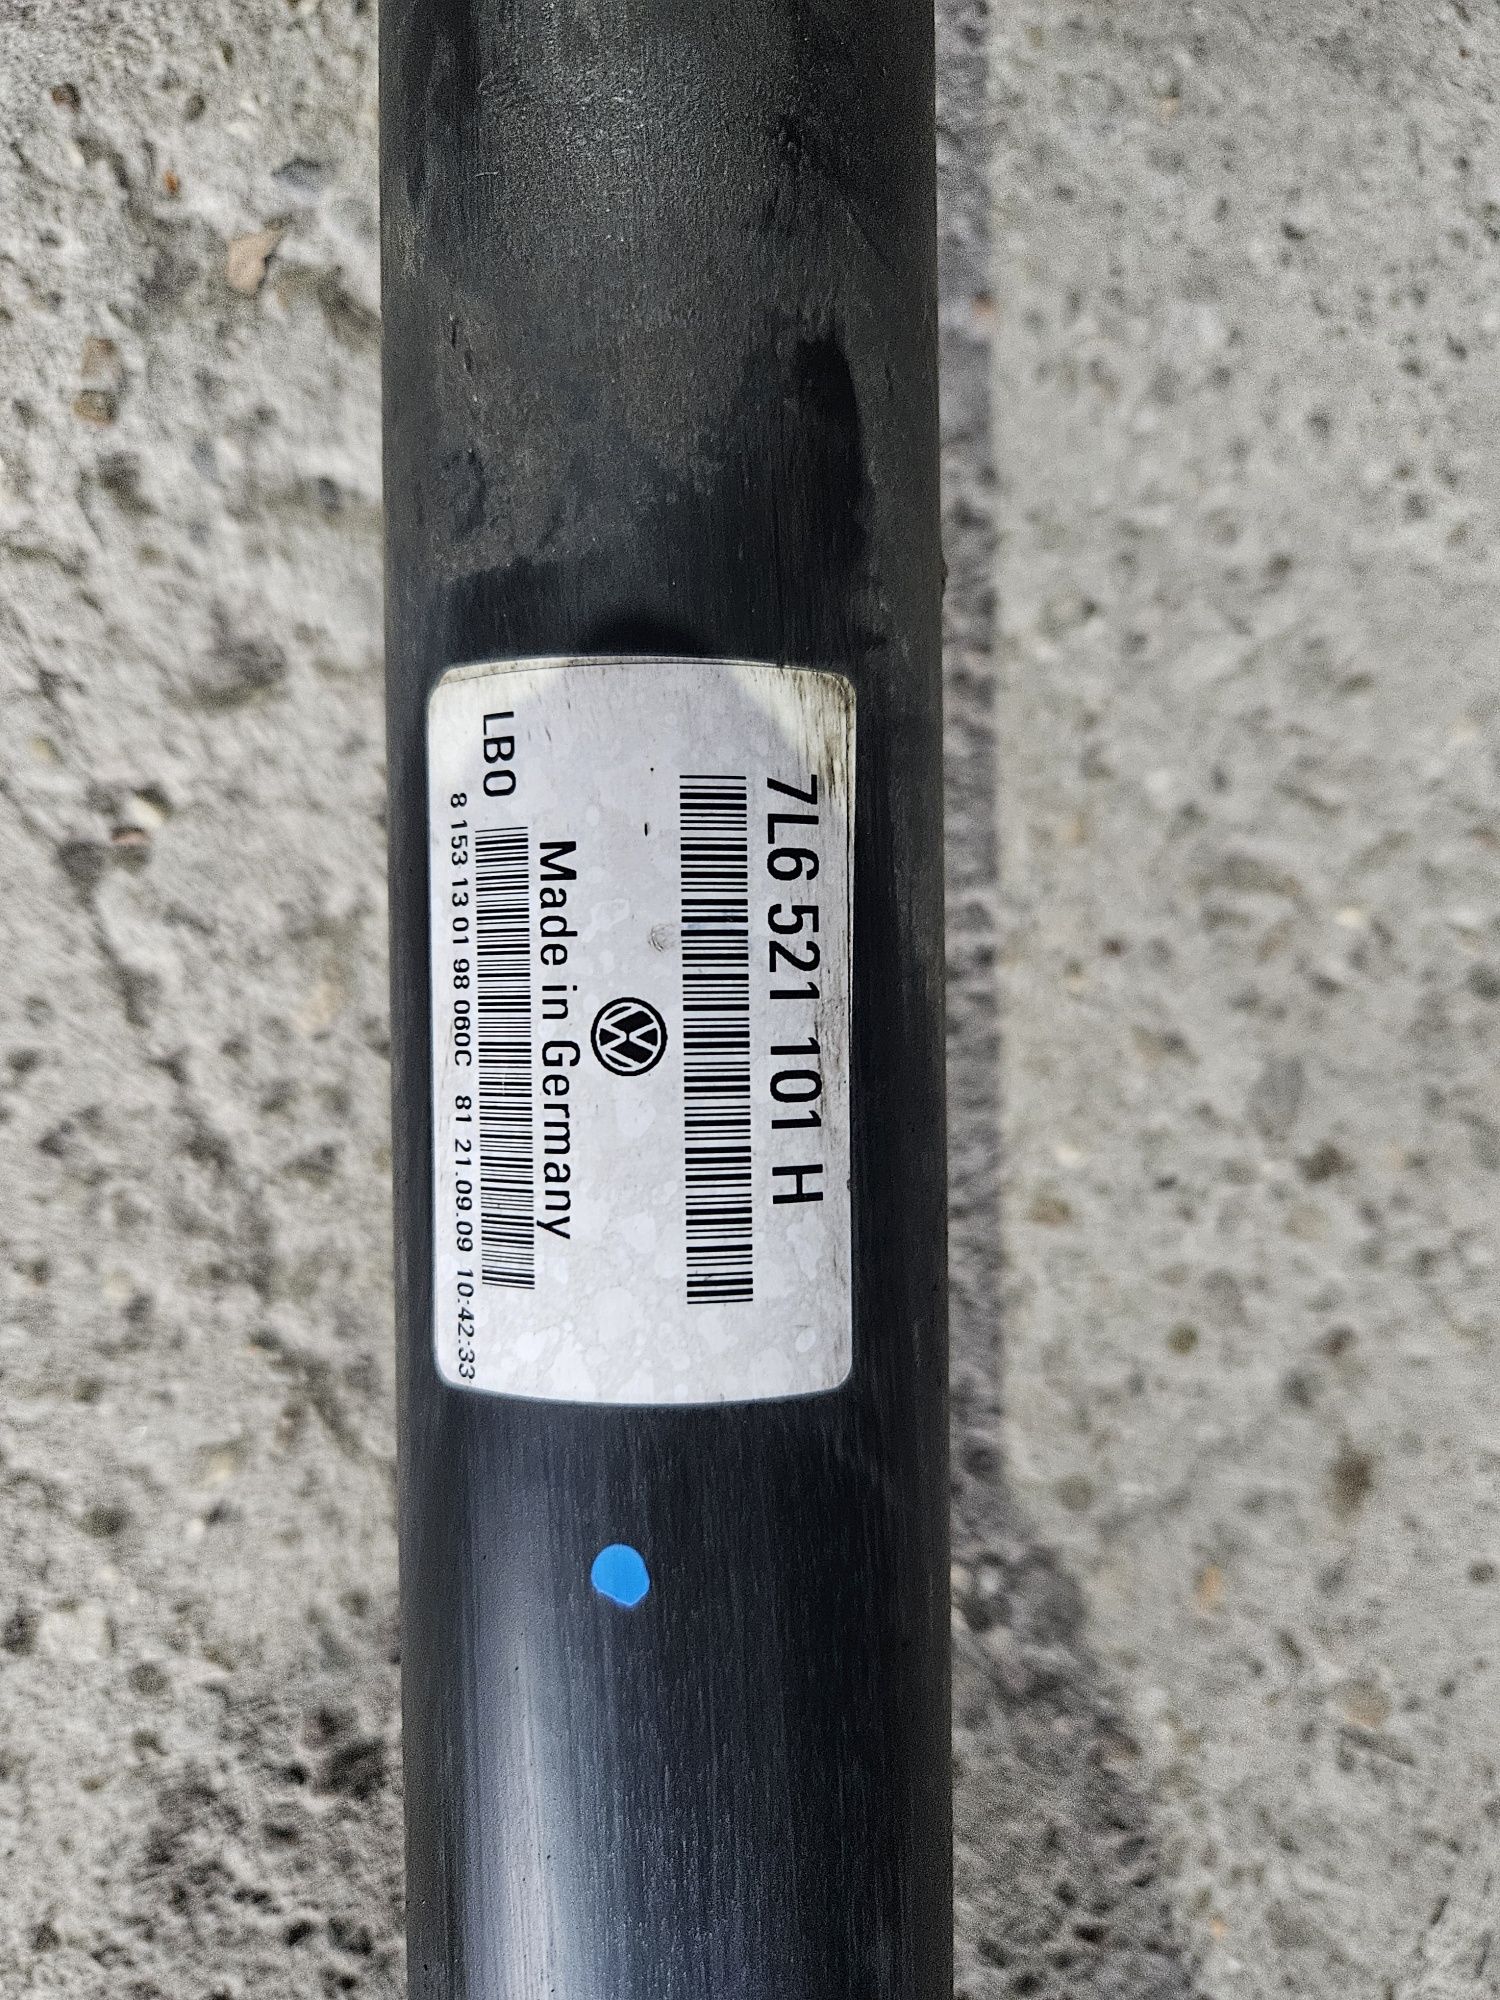 7L6 521 101 H
Made in Germany
LB0
8 153 13 01 98 060C 81 21.09.09 10:42:33